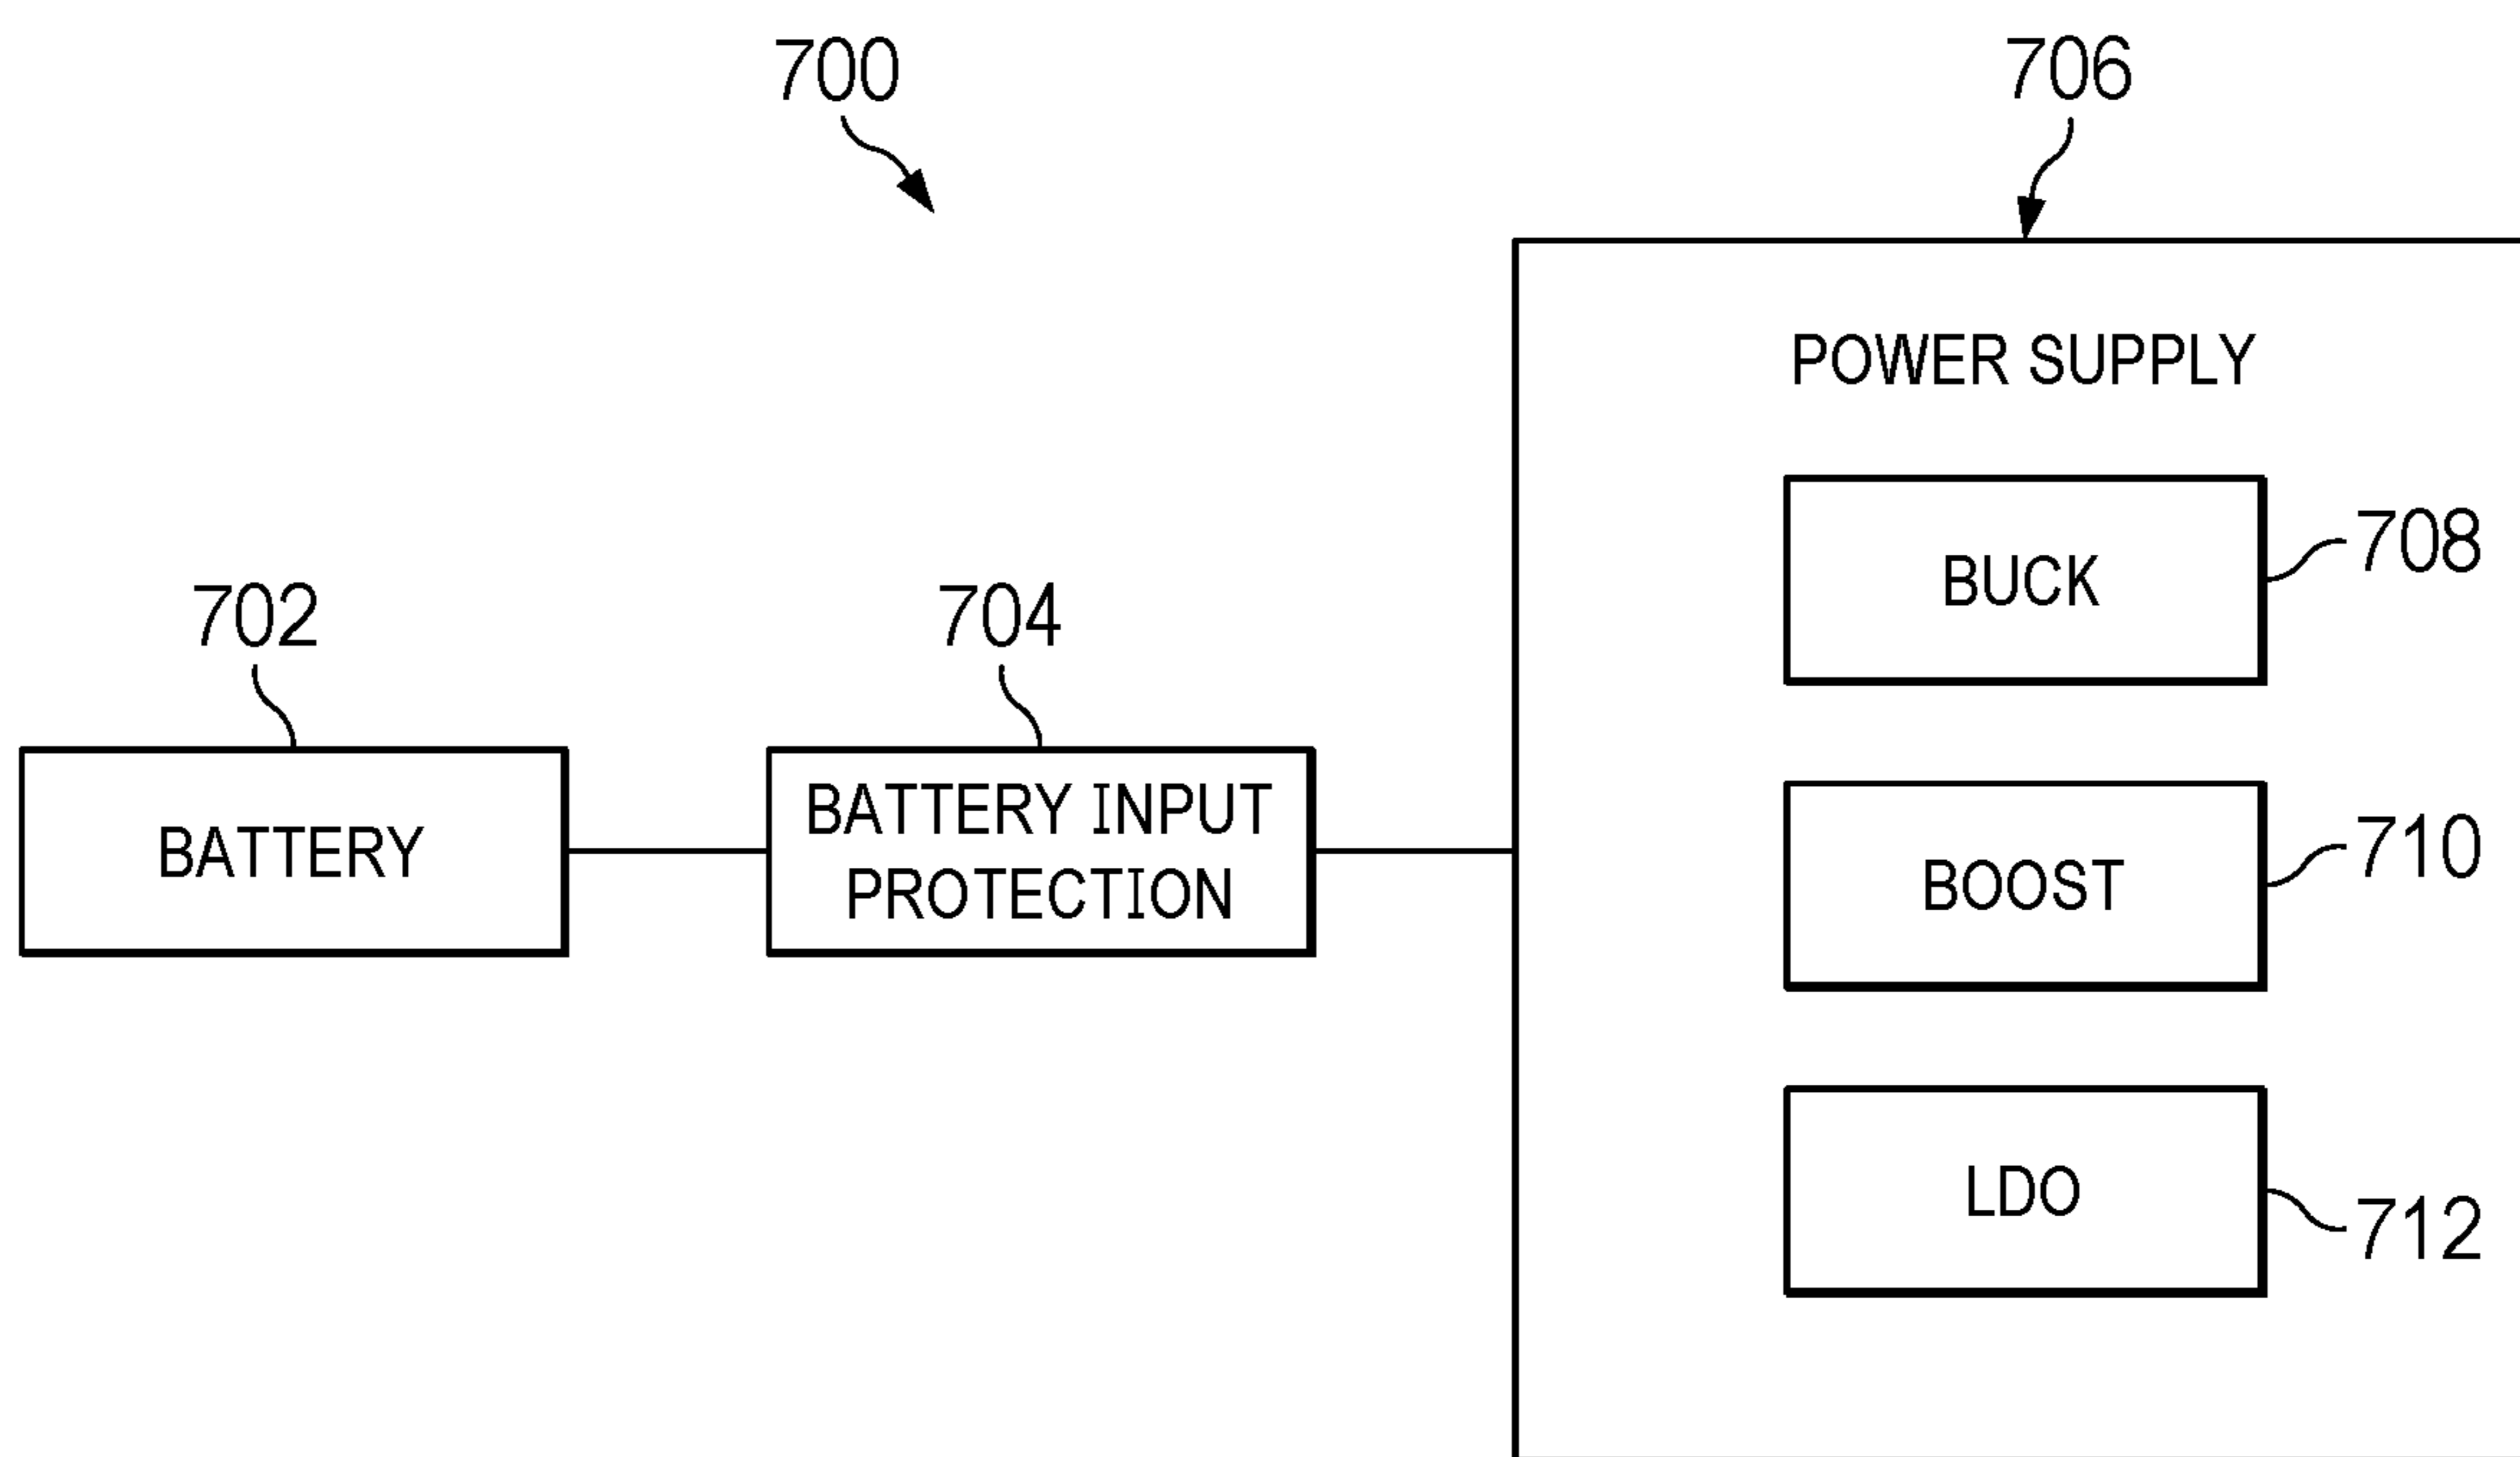 700
706
POWER SUPPLY
BUCK
708
702
704
BATTERY
BATTERY INPUT
PROTECTION
BOOST
710
LDO
712